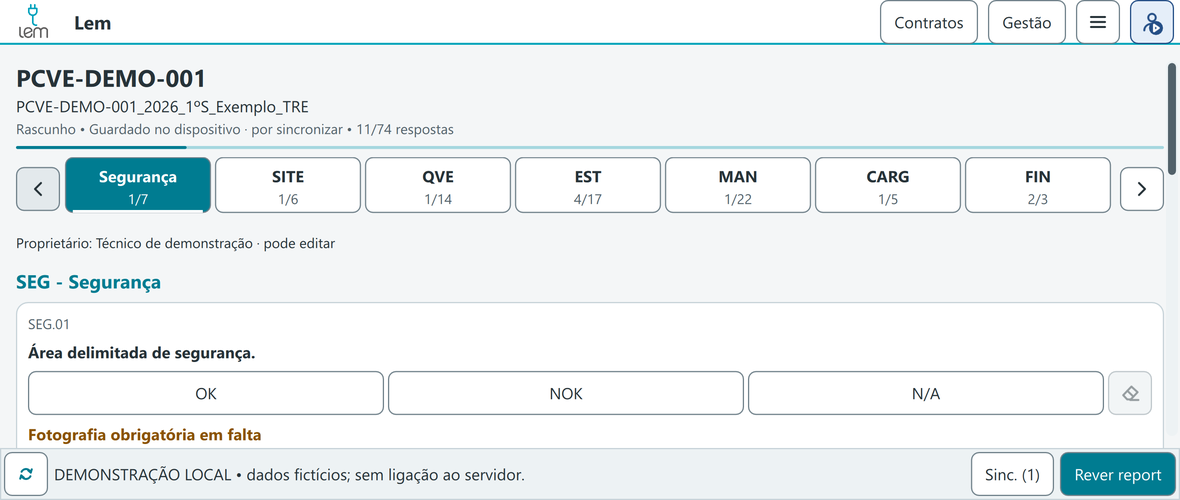 lem
Lem
Contratos
Gestão
PCVE-DEMO-001
PCVE-DEMO-001_2026_1ºS_Exemplo_TRE
Rascunho • Guardado no dispositivo · por sincronizar • 11/74 respostas
Segurança
1/7
SITE
1/6
QVE
1/14
EST
4/17
MAN
1/22
CARG
1/5
FIN
2/3
Proprietário: Técnico de demonstração · pode editar
SEG - Segurança
SEG.01
Área delimitada de segurança.
OK
NOK
N/A
Fotografia obrigatória em falta
DEMONSTRAÇÃO LOCAL • dados fictícios; sem ligação ao servidor.
Sinc. (1)
Rever report